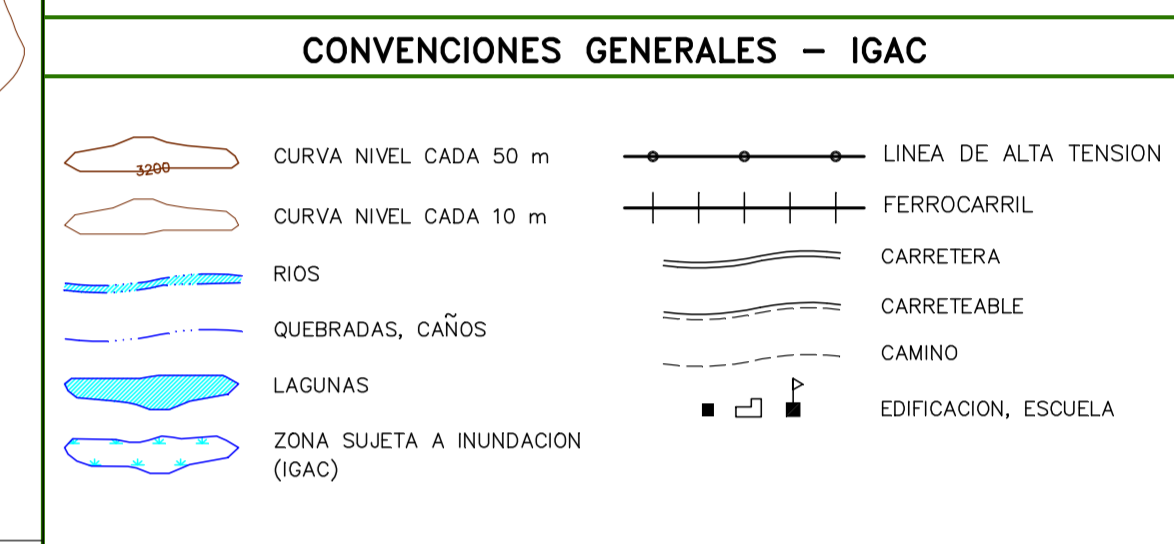 CONVENCIONES GENERALES – IGAC
3200
CURVA NIVEL CADA 50 m
CURVA NIVEL CADA 10 m
RIOS
QUEBRADAS, CAÑOS
LAGUNAS
ZONA SUJETA A INUNDACION
(IGAC)
LINEA DE ALTA TENSION
FERROCARRIL
CARRETERA
CARRETEABLE
CAMINO
EDIFICACION, ESCUELA